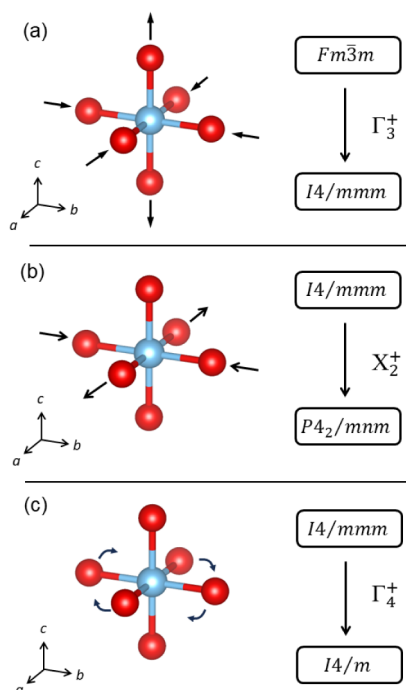 (a)
Fm3̄m
Γ₃⁺
I4/mmm
c
a
b
(b)
I4/mmm
X₂⁺
P4₂/mnm
c
a
b
(c)
I4/mmm
Γ₄⁺
I4/m
c
a
b